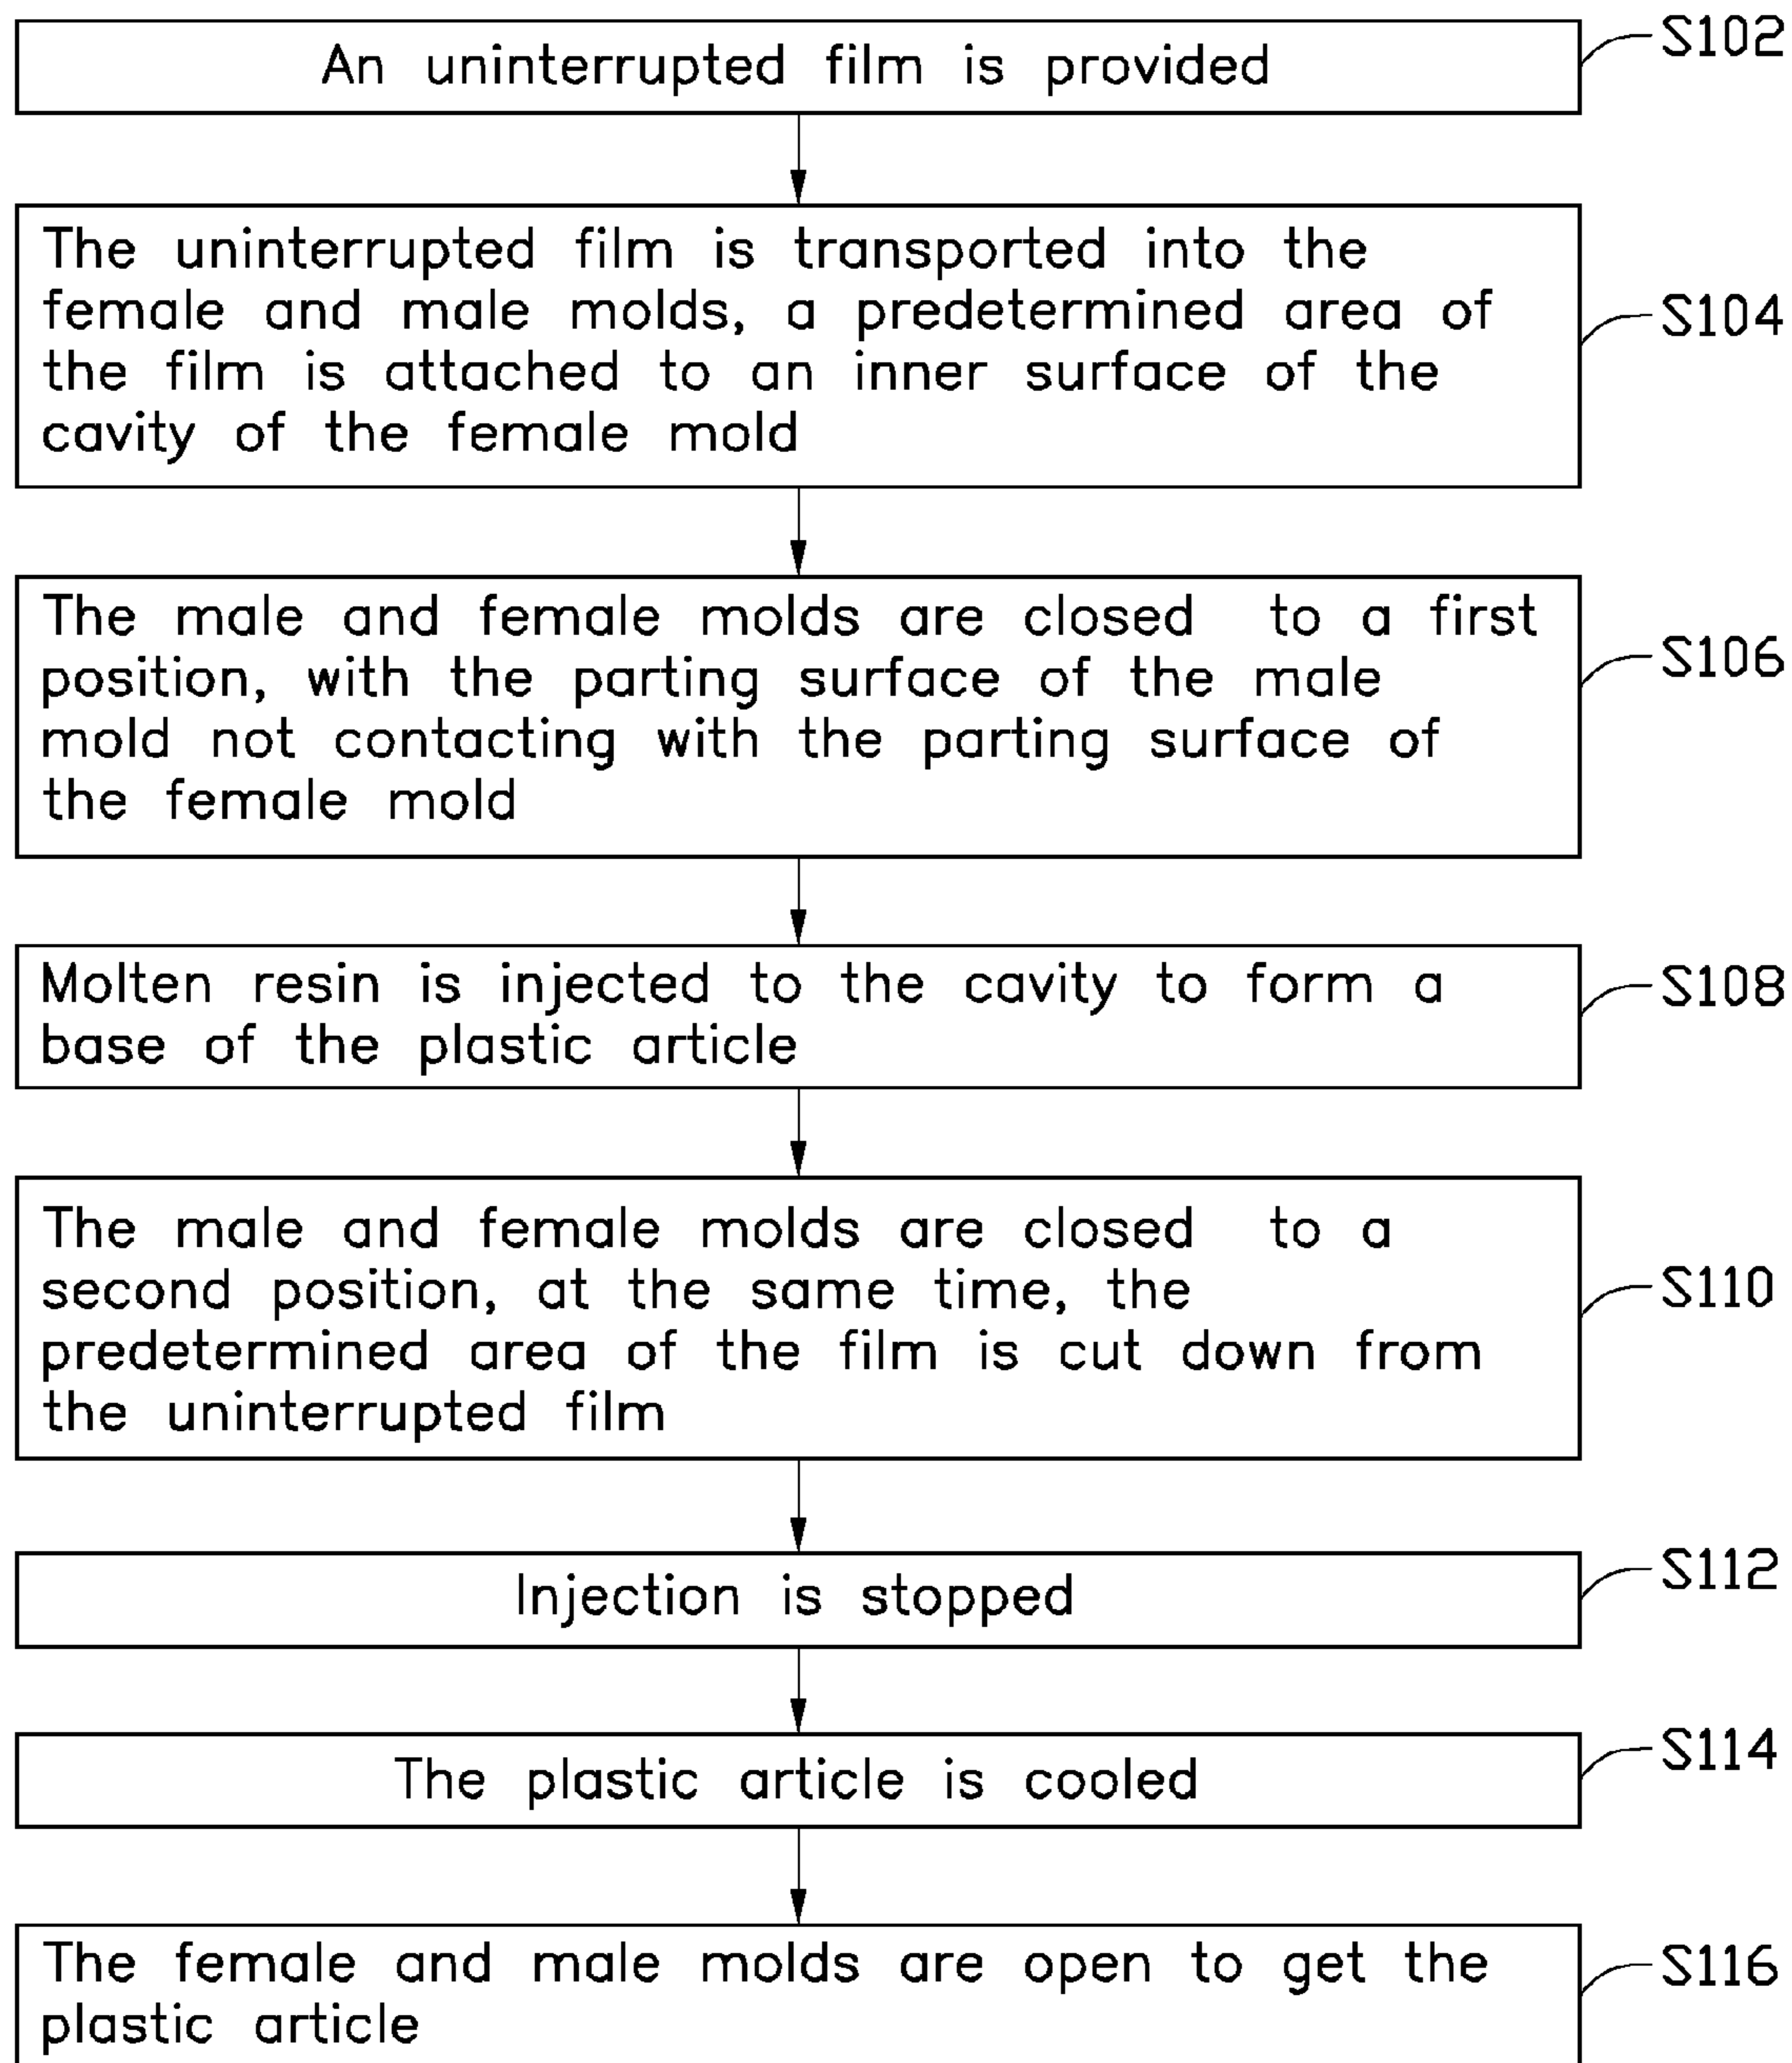 An uninterrupted film is provided
S102
The uninterrupted film is transported into the
female and male molds, a predetermined area of
the film is attached to an inner surface of the
cavity of the female mold
S104
The male and female molds are closed to a first
position, with the parting surface of the male
mold not contacting with the parting surface of
the female mold
S106
Molten resin is injected to the cavity to form a
base of the plastic article
S108
The male and female molds are closed to a
second position, at the same time, the
predetermined area of the film is cut down from
the uninterrupted film
S110
Injection is stopped
S112
The plastic article is cooled
S114
The female and male molds are open to get the
plastic article
S116